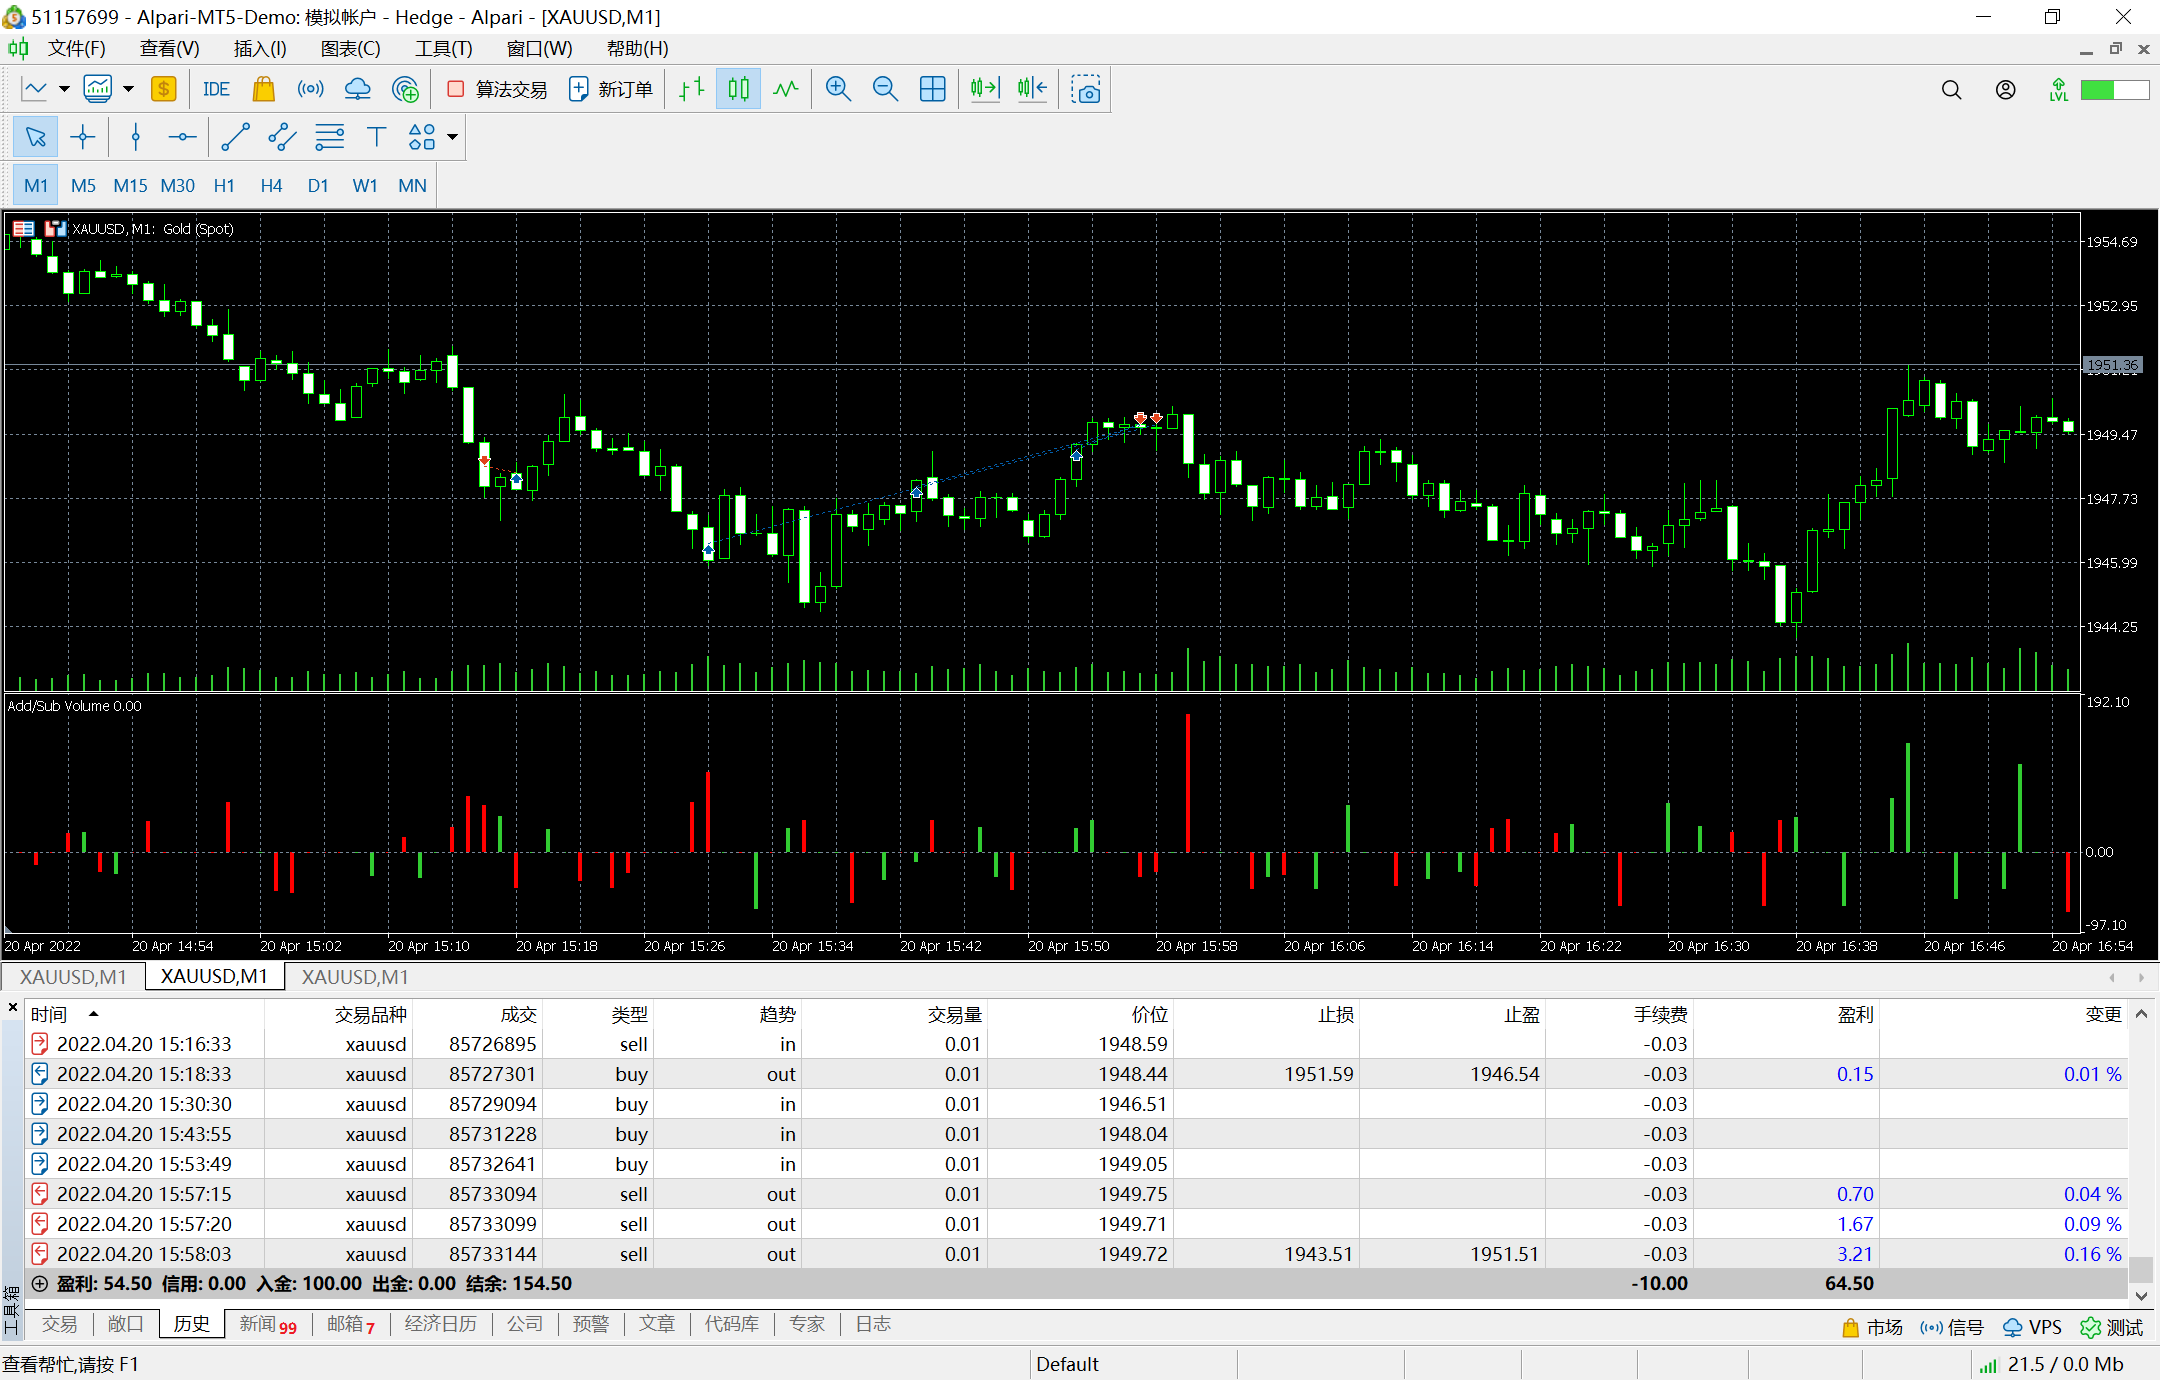 51157699 - Alpari-MT5-Demo: 模拟帐户 - Hedge - Alpari - [XAUUSD,M1]
文件(F) 查看(V) 插入(I) 图表(C) 工具(T) 窗口(W) 帮助(H)
IDE 算法交易 新订单 LVL
T
M1 M5 M15 M30 H1 H4 D1 W1 MN
XAUUSD, M1: Gold (Spot)
1954.69
1952.95
1951.36
1949.47
1947.73
1945.99
1944.25
Add/Sub Volume 0.00
192.10
0.00
-97.10
20 Apr 2022 20 Apr 14:54 20 Apr 15:02 20 Apr 15:10 20 Apr 15:18 20 Apr 15:26 20 Apr 15:34 20 Apr 15:42 20 Apr 15:50 20 Apr 15:58 20 Apr 16:06 20 Apr 16:14 20 Apr 16:22 20 Apr 16:30 20 Apr 16:38 20 Apr 16:46 20 Apr 16:54
XAUUSD,M1 XAUUSD,M1 XAUUSD,M1
时间 交易品种 成交 类型 趋势 交易量 价位 止损 止盈 手续费 盈利 变更
2022.04.20 15:16:33 xauusd 85726895 sell in 0.01 1948.59 -0.03
2022.04.20 15:18:33 xauusd 85727301 buy out 0.01 1948.44 1951.59 1946.54 -0.03 0.15 0.01 %
2022.04.20 15:30:30 xauusd 85729094 buy in 0.01 1946.51 -0.03
2022.04.20 15:43:55 xauusd 85731228 buy in 0.01 1948.04 -0.03
2022.04.20 15:53:49 xauusd 85732641 buy in 0.01 1949.05 -0.03
2022.04.20 15:57:15 xauusd 85733094 sell out 0.01 1949.75 -0.03 0.70 0.04 %
2022.04.20 15:57:20 xauusd 85733099 sell out 0.01 1949.71 -0.03 1.67 0.09 %
2022.04.20 15:58:03 xauusd 85733144 sell out 0.01 1949.72 1943.51 1951.51 -0.03 3.21 0.16 %
盈利: 54.50 信用: 0.00 入金: 100.00 出金: 0.00 结余: 154.50 -10.00 64.50
工具箱
交易 敞口 历史 新闻 99 邮箱 7 经济日历 公司 预警 文章 代码库 专家 日志 市场 信号 VPS 测试
查看帮忙,请按 F1 Default 21.5 / 0.0 Mb